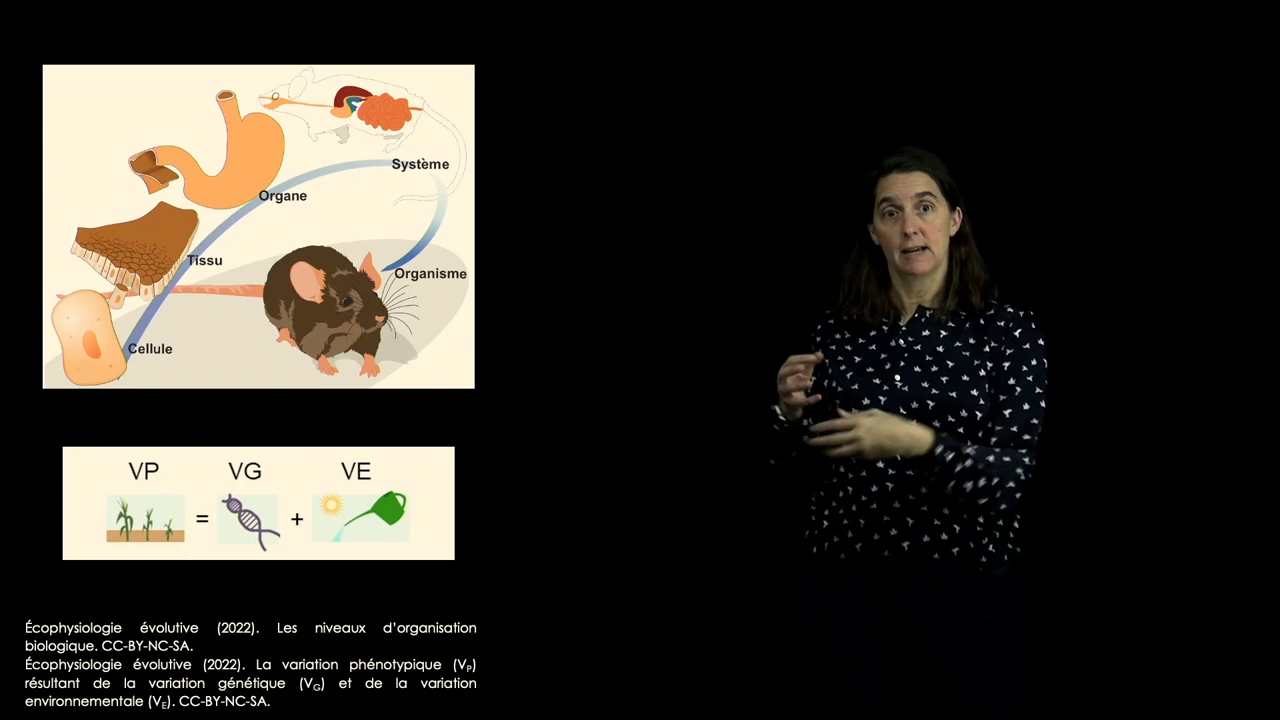 Système
Organe
Tissu
Organisme
Cellule
VP VG VE
= +
Écophysiologie évolutive (2022). Les niveaux d'organisation
biologique. CC-BY-NC-SA.
Écophysiologie évolutive (2022). La variation phénotypique (VP)
résultant de la variation génétique (VG) et de la variation
environnementale (VE). CC-BY-NC-SA.